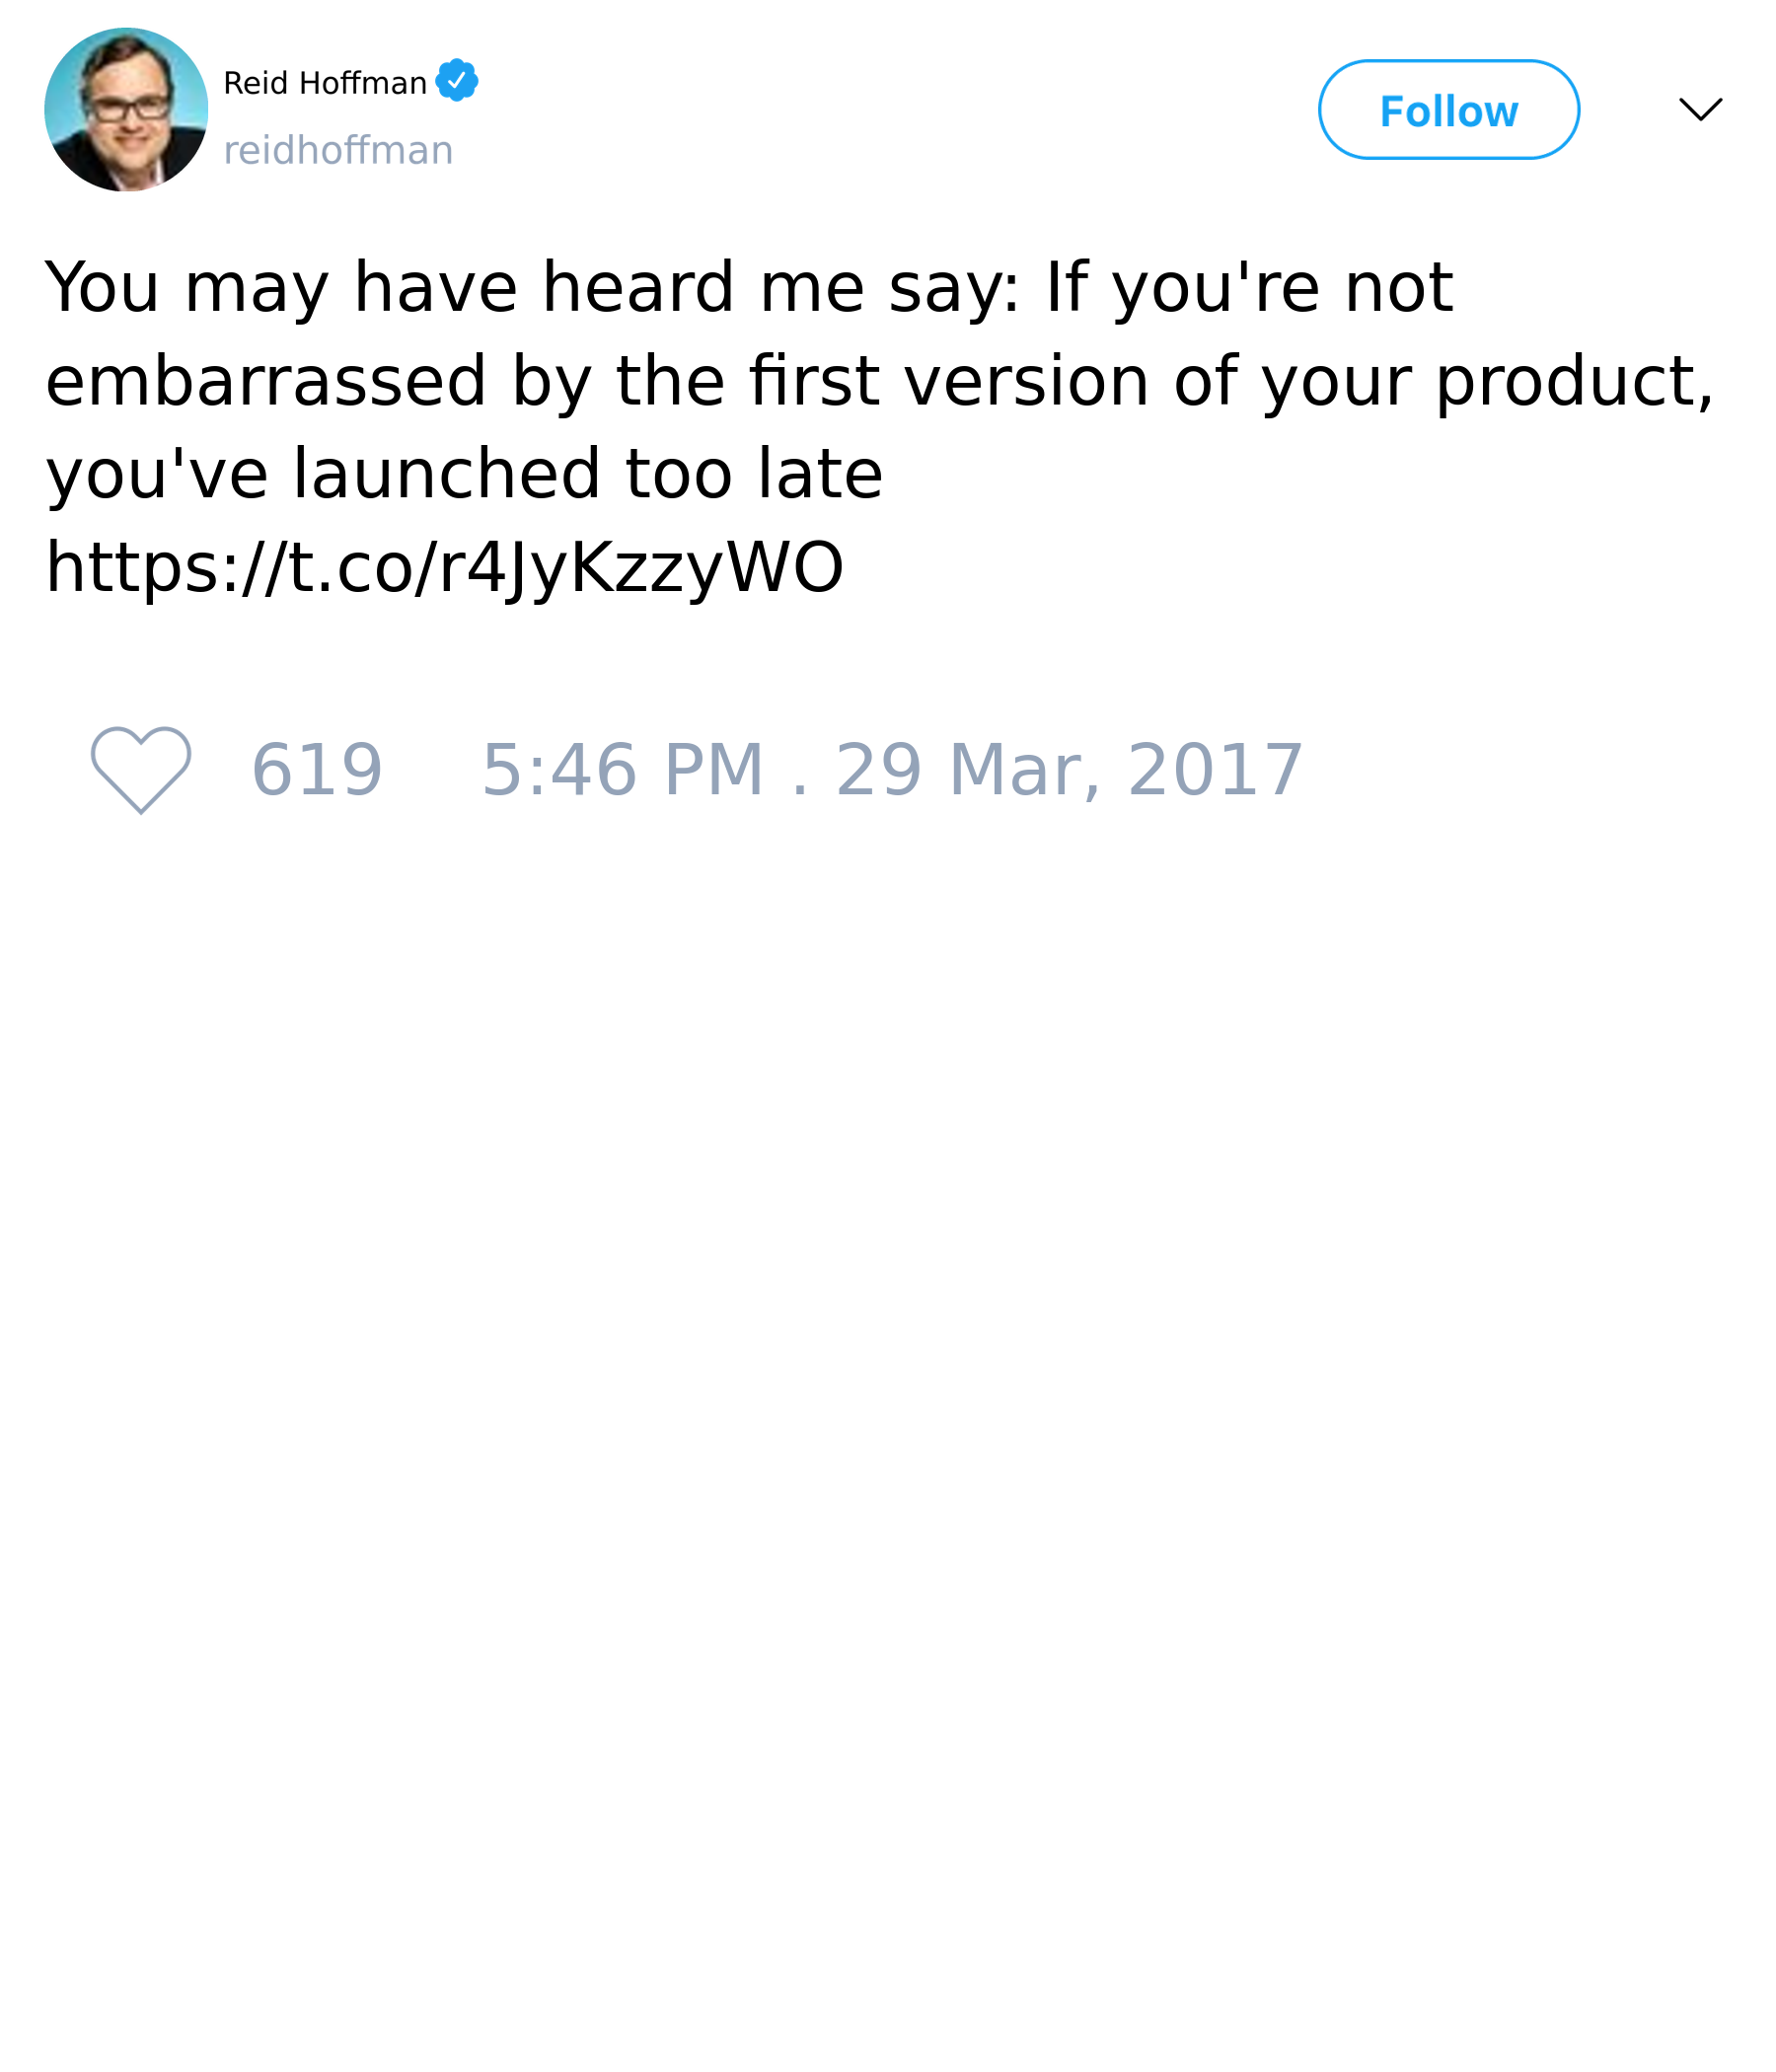 Reid Hoffman
reidhoffman
Follow
You may have heard me say: If you're not
embarrassed by the first version of your product,
you've launched too late
https://t.co/r4JyKzzyWO
619 5:46 PM . 29 Mar, 2017